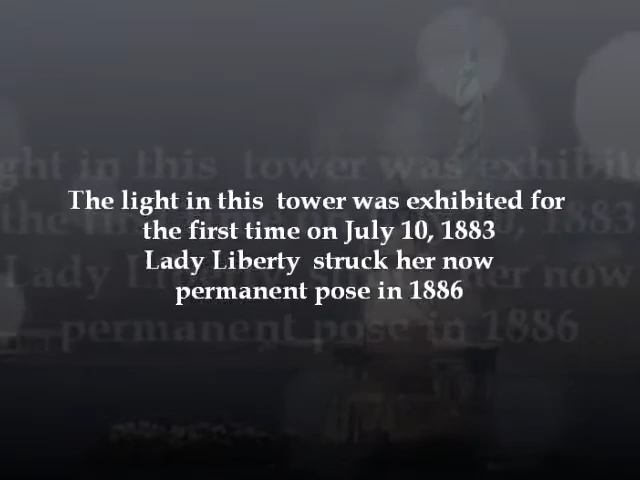 The light in this  tower was exhibited for
the first time on July 10, 1883
Lady Liberty  struck her now
permanent pose in 1886